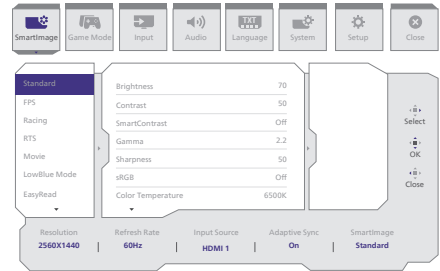 SmartImage
Game Mode
Input
Audio
TXT
Language
System
Setup
Close
Standard
FPS
Racing
RTS
Movie
LowBlue Mode
EasyRead
Brightness 70
Contrast 50
SmartContrast Off
Gamma 2.2
Sharpness 50
sRGB Off
Color Temperature 6500K
Select
OK
Close
Resolution Refresh Rate Input Source Adaptive Sync SmartImage
2560X1440 | 60Hz | HDMI 1 | On | Standard